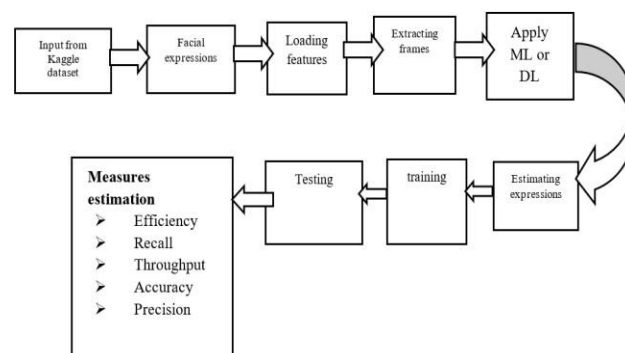 Input from
Kaggle
dataset
Facial
expressions
Loading
features
Extracting
frames
Apply
ML or
DL
Estimating
expressions
training
Testing
Measures
estimation
➢ Efficiency
➢ Recall
➢ Throughput
➢ Accuracy
➢ Precision